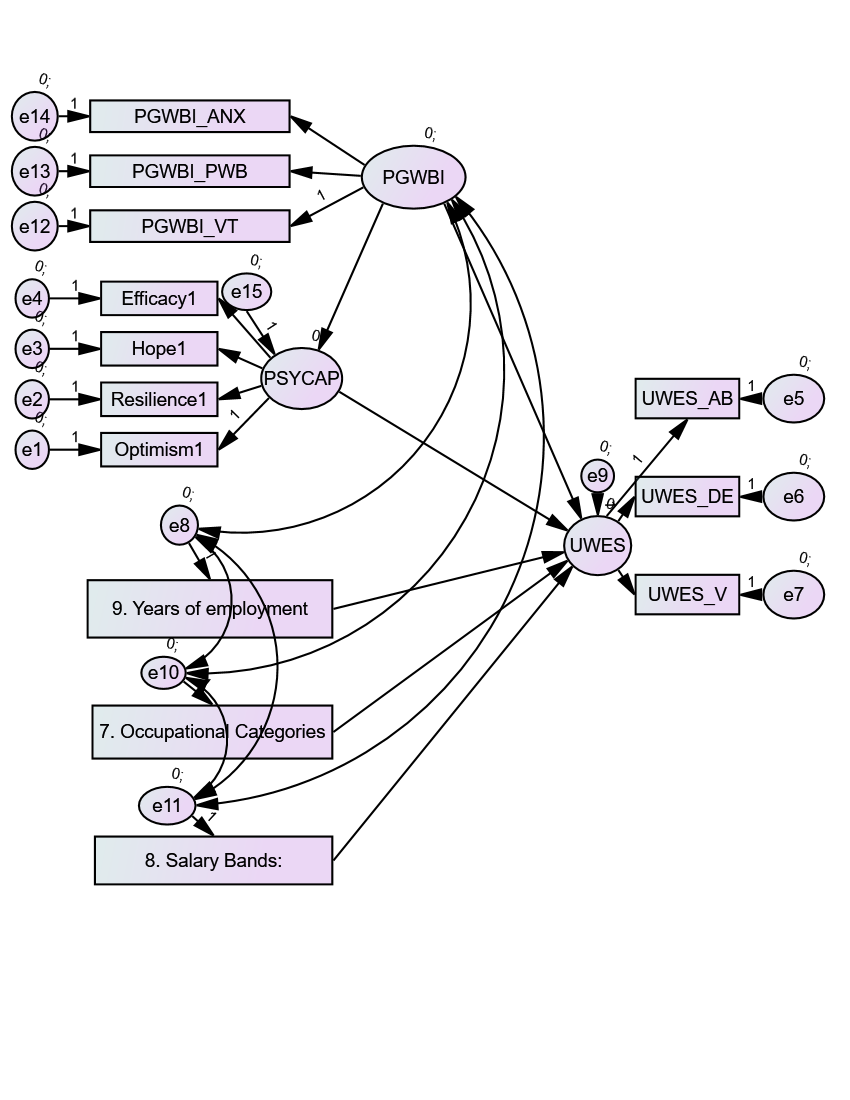 0;
e14
1
PGWBI_ANX
0;
e13
1
PGWBI_PWB
0;
e12
1
PGWBI_VT
0;
PGWBI
1
0;
e4
1
Efficacy1
0;
e15
1
0;
e3
1
Hope1
0
PSYCAP
0;
e2
1
Resilience1
0;
e1
1
Optimism1
1
0;
e8
1
9. Years of employment
0;
e10
7. Occupational Categories
0;
e11
1
8. Salary Bands:
0;
e9
0
UWES
1
UWES_AB
1
0;
e5
UWES_DE
1
0;
e6
UWES_V
1
0;
e7